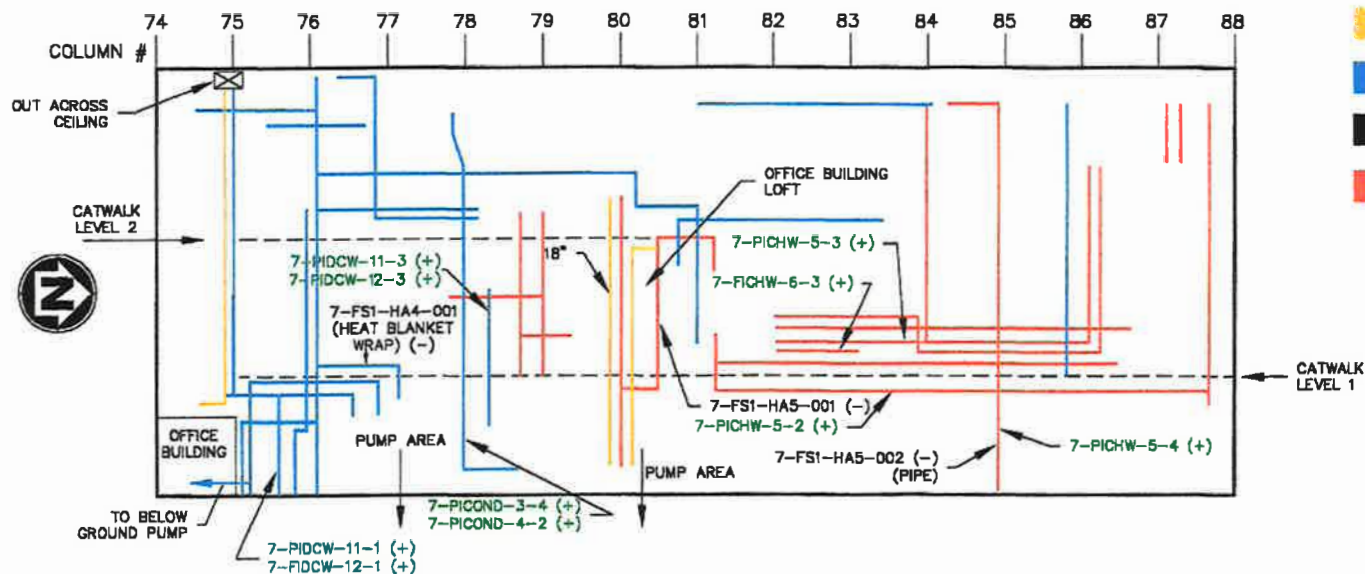 74 75 76 77 78 79 80 81 82 83 84 85 86 87 88
COLUMN #
OUT ACROSS
CEILING
OFFICE BUILDING
LOFT
CATWALK
LEVEL 2
7-PICHW-5-3 (+)
18"
7-PIDCW-11-3 (+)
7-PIDCW-12-3 (+)
7-FICHW-6-3 (+)
N
7-FS1-HA4-001
(HEAT BLANKET
WRAP) (-)
CATWALK
LEVEL 1
7-FS1-HA5-001 (-)
7-PICHW-5-2 (+)
OFFICE
BUILDING
PUMP AREA
7-PICHW-5-4 (+)
7-FS1-HA5-002 (-)
(PIPE)
PUMP AREA
TO BELOW
GROUND PUMP
7-PICOND-3-4 (+)
7-PICOND-4-2 (+)
7-PIDCW-11-1 (+)
7-FIDCW-12-1 (+)